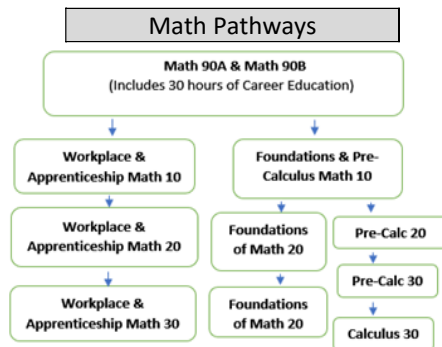 Math Pathways
Math 90A & Math 90B
(Includes 30 hours of Career Education)
Workplace &
Apprenticeship Math 10
Foundations & Pre-
Calculus Math 10
Workplace &
Apprenticeship Math 20
Foundations
of Math 20
Pre-Calc 20
Pre-Calc 30
Workplace &
Apprenticeship Math 30
Foundations
of Math 20
Calculus 30